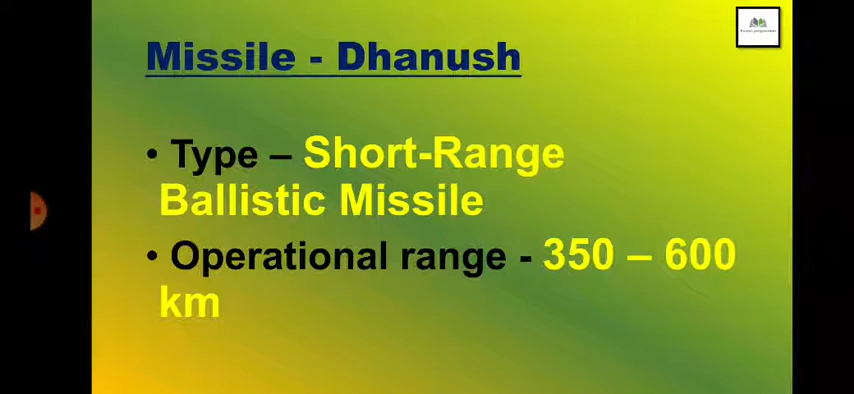 Missile - Dhanush
• Type – Short-Range
Ballistic Missile
• Operational range - 350 – 600
km